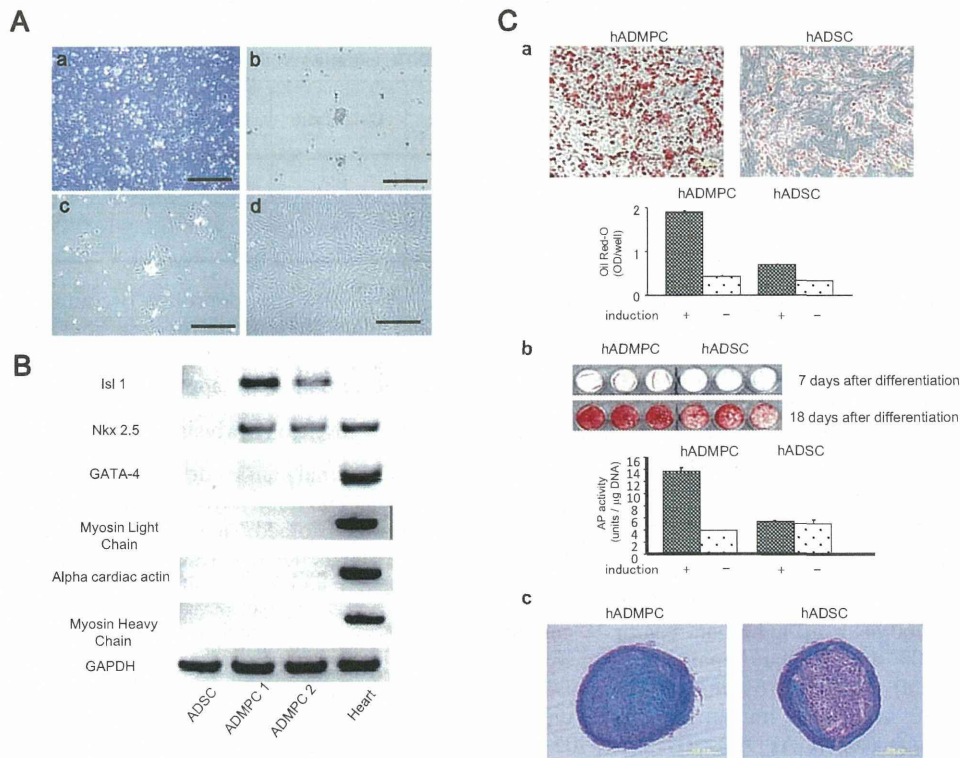 A
a
b
c
d
B
Isl 1
Nkx 2.5
GATA-4
Myosin Light
Chain
Alpha cardiac actin
Myosin Heavy
Chain
GAPDH
ADSC
ADMPC 1
ADMPC 2
Heart
C
hADMPC
hADSC
a
hADMPC
hADSC
Oil Red-O
(OD/well)
2
1
0
induction
+
−
+
−
b
hADMPC
hADSC
7 days after differentiation
18 days after differentiation
hADMPC
hADSC
AP activity
(units / μg DNA)
16
14
12
10
8
6
4
2
0
induction
+
−
+
−
c
hADMPC
hADSC